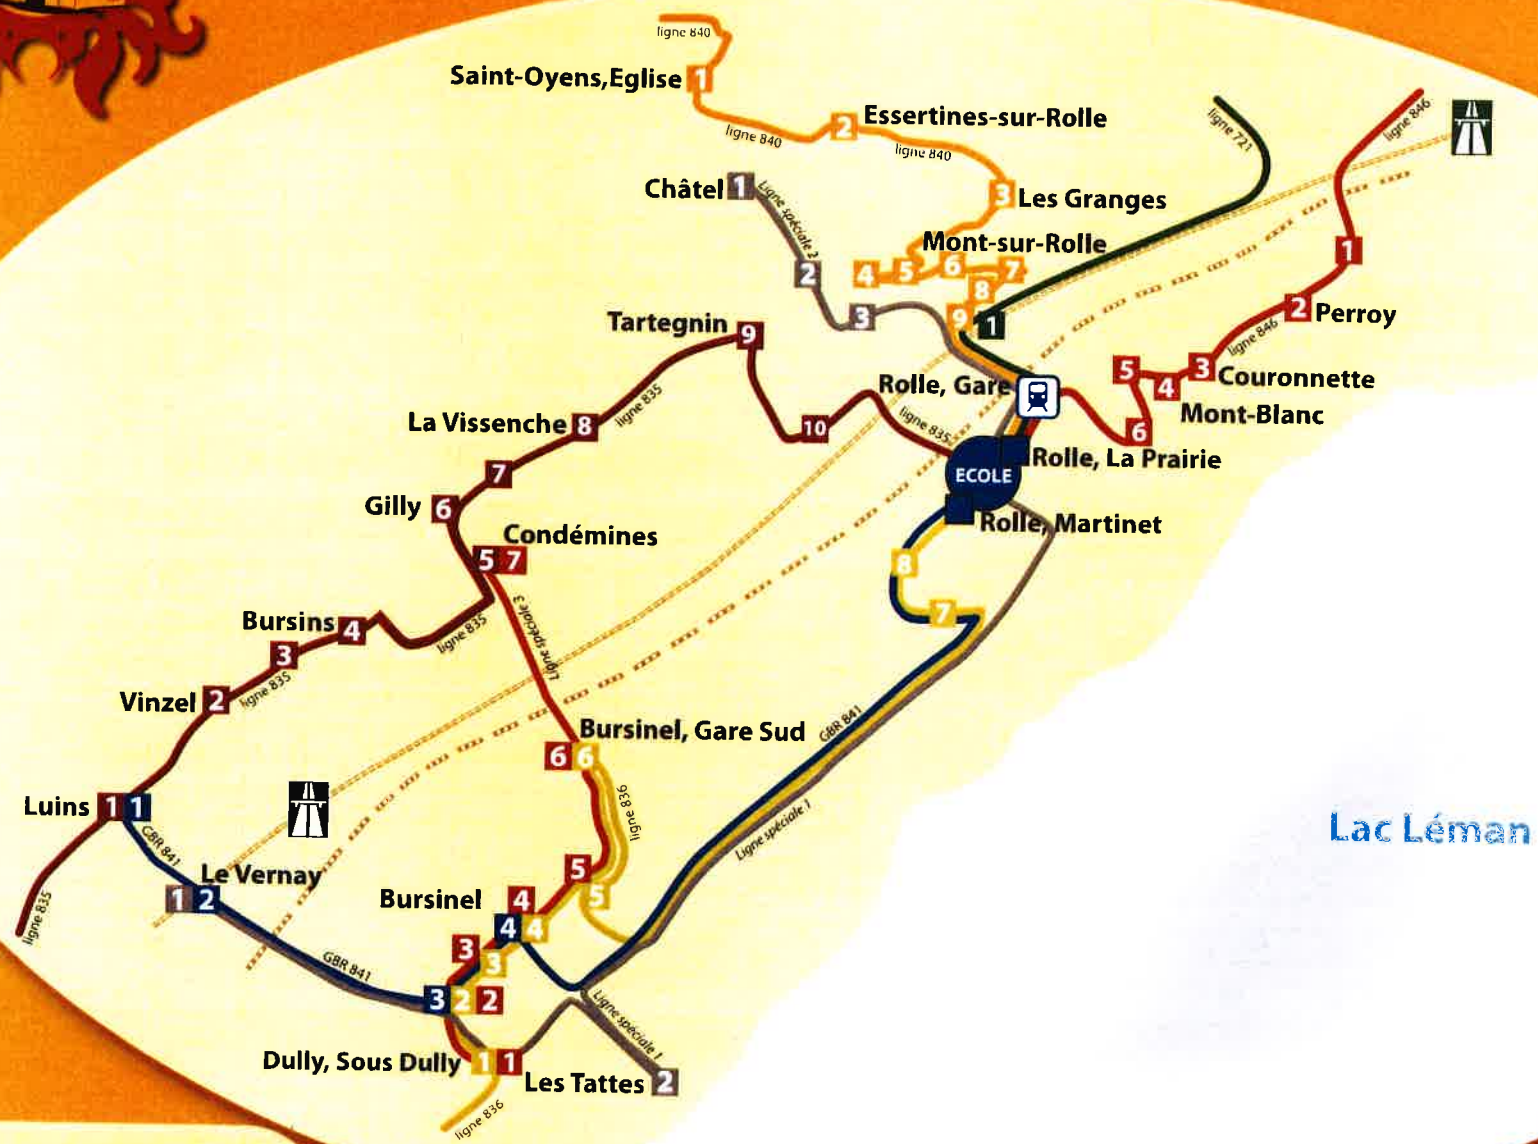 ligne 840
Saint-Oyens,Eglise 1
ligne 840
2 Essertines-sur-Rolle
ligne 840
ligne 721
ligne 846
Châtel 1
Ligne spéciale 2
3 Les Granges
Mont-sur-Rolle
2
4 5 6 7
8
1
3
9 1
2 Perroy
ligne 846
Tartegnin 9
Rolle, Gare
5 4 3 Couronnette
Mont-Blanc
6
La Vissenche 8
ligne 835
10
ligne 835
Rolle, La Prairie
ECOLE
7
Gilly 6
Rolle, Martinet
Condémines
5 7
8
Ligne spéciale 3
7
Bursins 4
ligne 835
3
ligne 835
Vinzel 2
Bursinel, Gare Sud
6 6
GBR 841
ligne 836
Luins 1 1
GBR 841
Lac Léman
Ligne spéciale 1
Le Vernay
1 2
5
5
Bursinel 4
4 4
3
3
GBR 841
3 2 2
ligne 835
Ligne spéciale 1
Dully, Sous Dully 1 1
Les Tattes 2
ligne 836